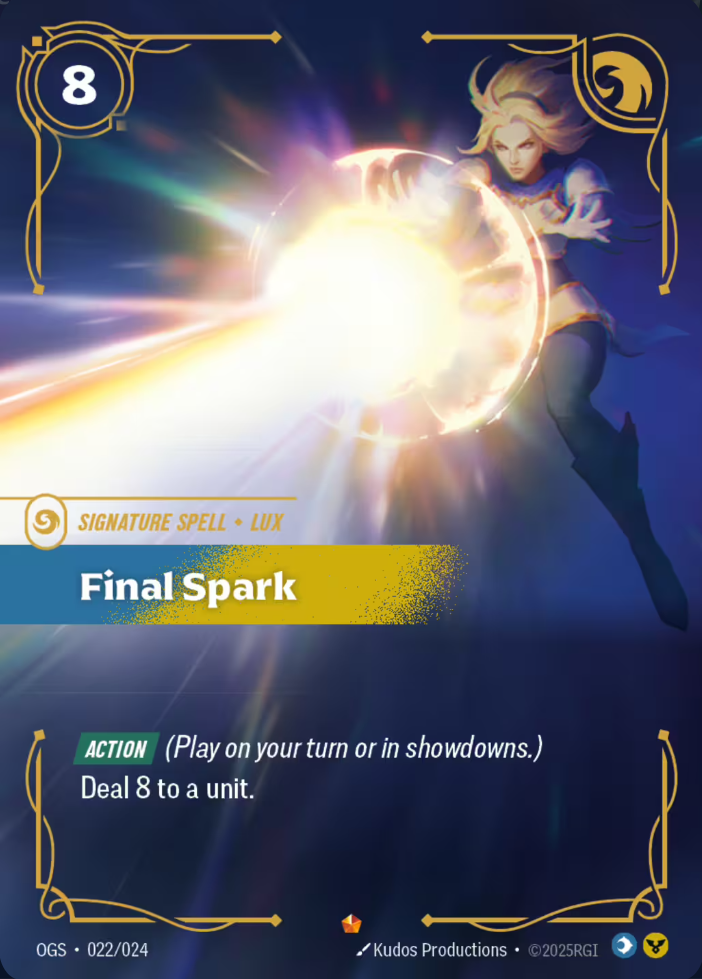 8
SIGNATURE SPELL • LUX
Final Spark
ACTION (Play on your turn or in showdowns.)
Deal 8 to a unit.
OGS • 022/024
Kudos Productions • ©2025RGI